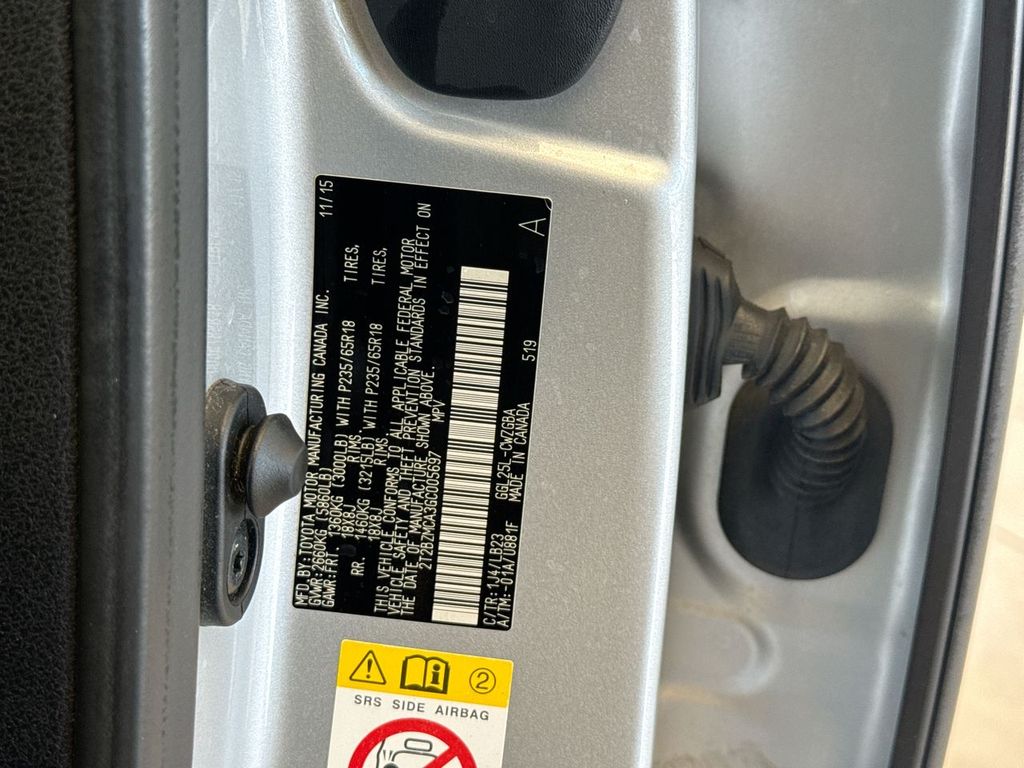 MFD BY:TOYOTA MOTOR MANUFACTURING CANADA INC. 11/15
GVWR:2660KG (5860LB)
GAWR:FRT. 1360KG (3000LB) WITH P235/65R18 TIRES,
18X8J RIMS
RR. 1460KG (3215LB) WITH P235/65R18 TIRES,
18X8J RIMS
THIS VEHICLE CONFORMS TO ALL APPLICABLE FEDERAL MOTOR
VEHICLE SAFETY AND THEFT PREVENTION STANDARDS IN EFFECT ON
THE DATE OF MANUFACTURE SHOWN ABOVE.
2T2BZMCA3GC005697 MPV
C/TR:1J4/LB23 GGL25L-CWZGBA 519 A
A/TM:-01A/U881F MADE IN CANADA
2
SRS SIDE AIRBAG